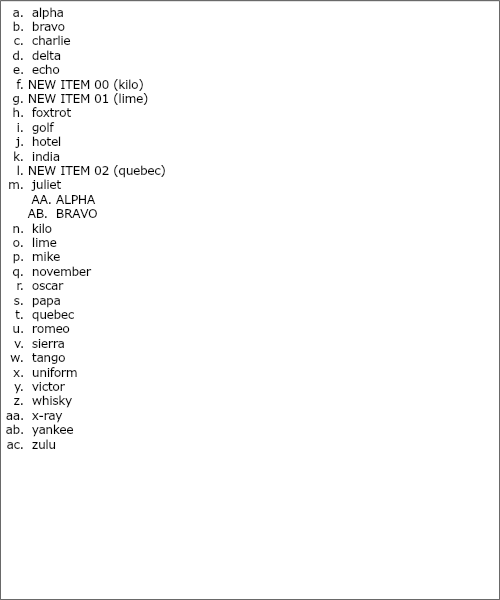 a. alpha
b. bravo
c. charlie
d. delta
e. echo
f. NEW ITEM 00 (kilo)
g. NEW ITEM 01 (lime)
h. foxtrot
i. golf
j. hotel
k. india
l. NEW ITEM 02 (quebec)
m. juliet
AA. ALPHA
AB. BRAVO
n. kilo
o. lime
p. mike
q. november
r. oscar
s. papa
t. quebec
u. romeo
v. sierra
w. tango
x. uniform
y. victor
z. whisky
aa. x-ray
ab. yankee
ac. zulu